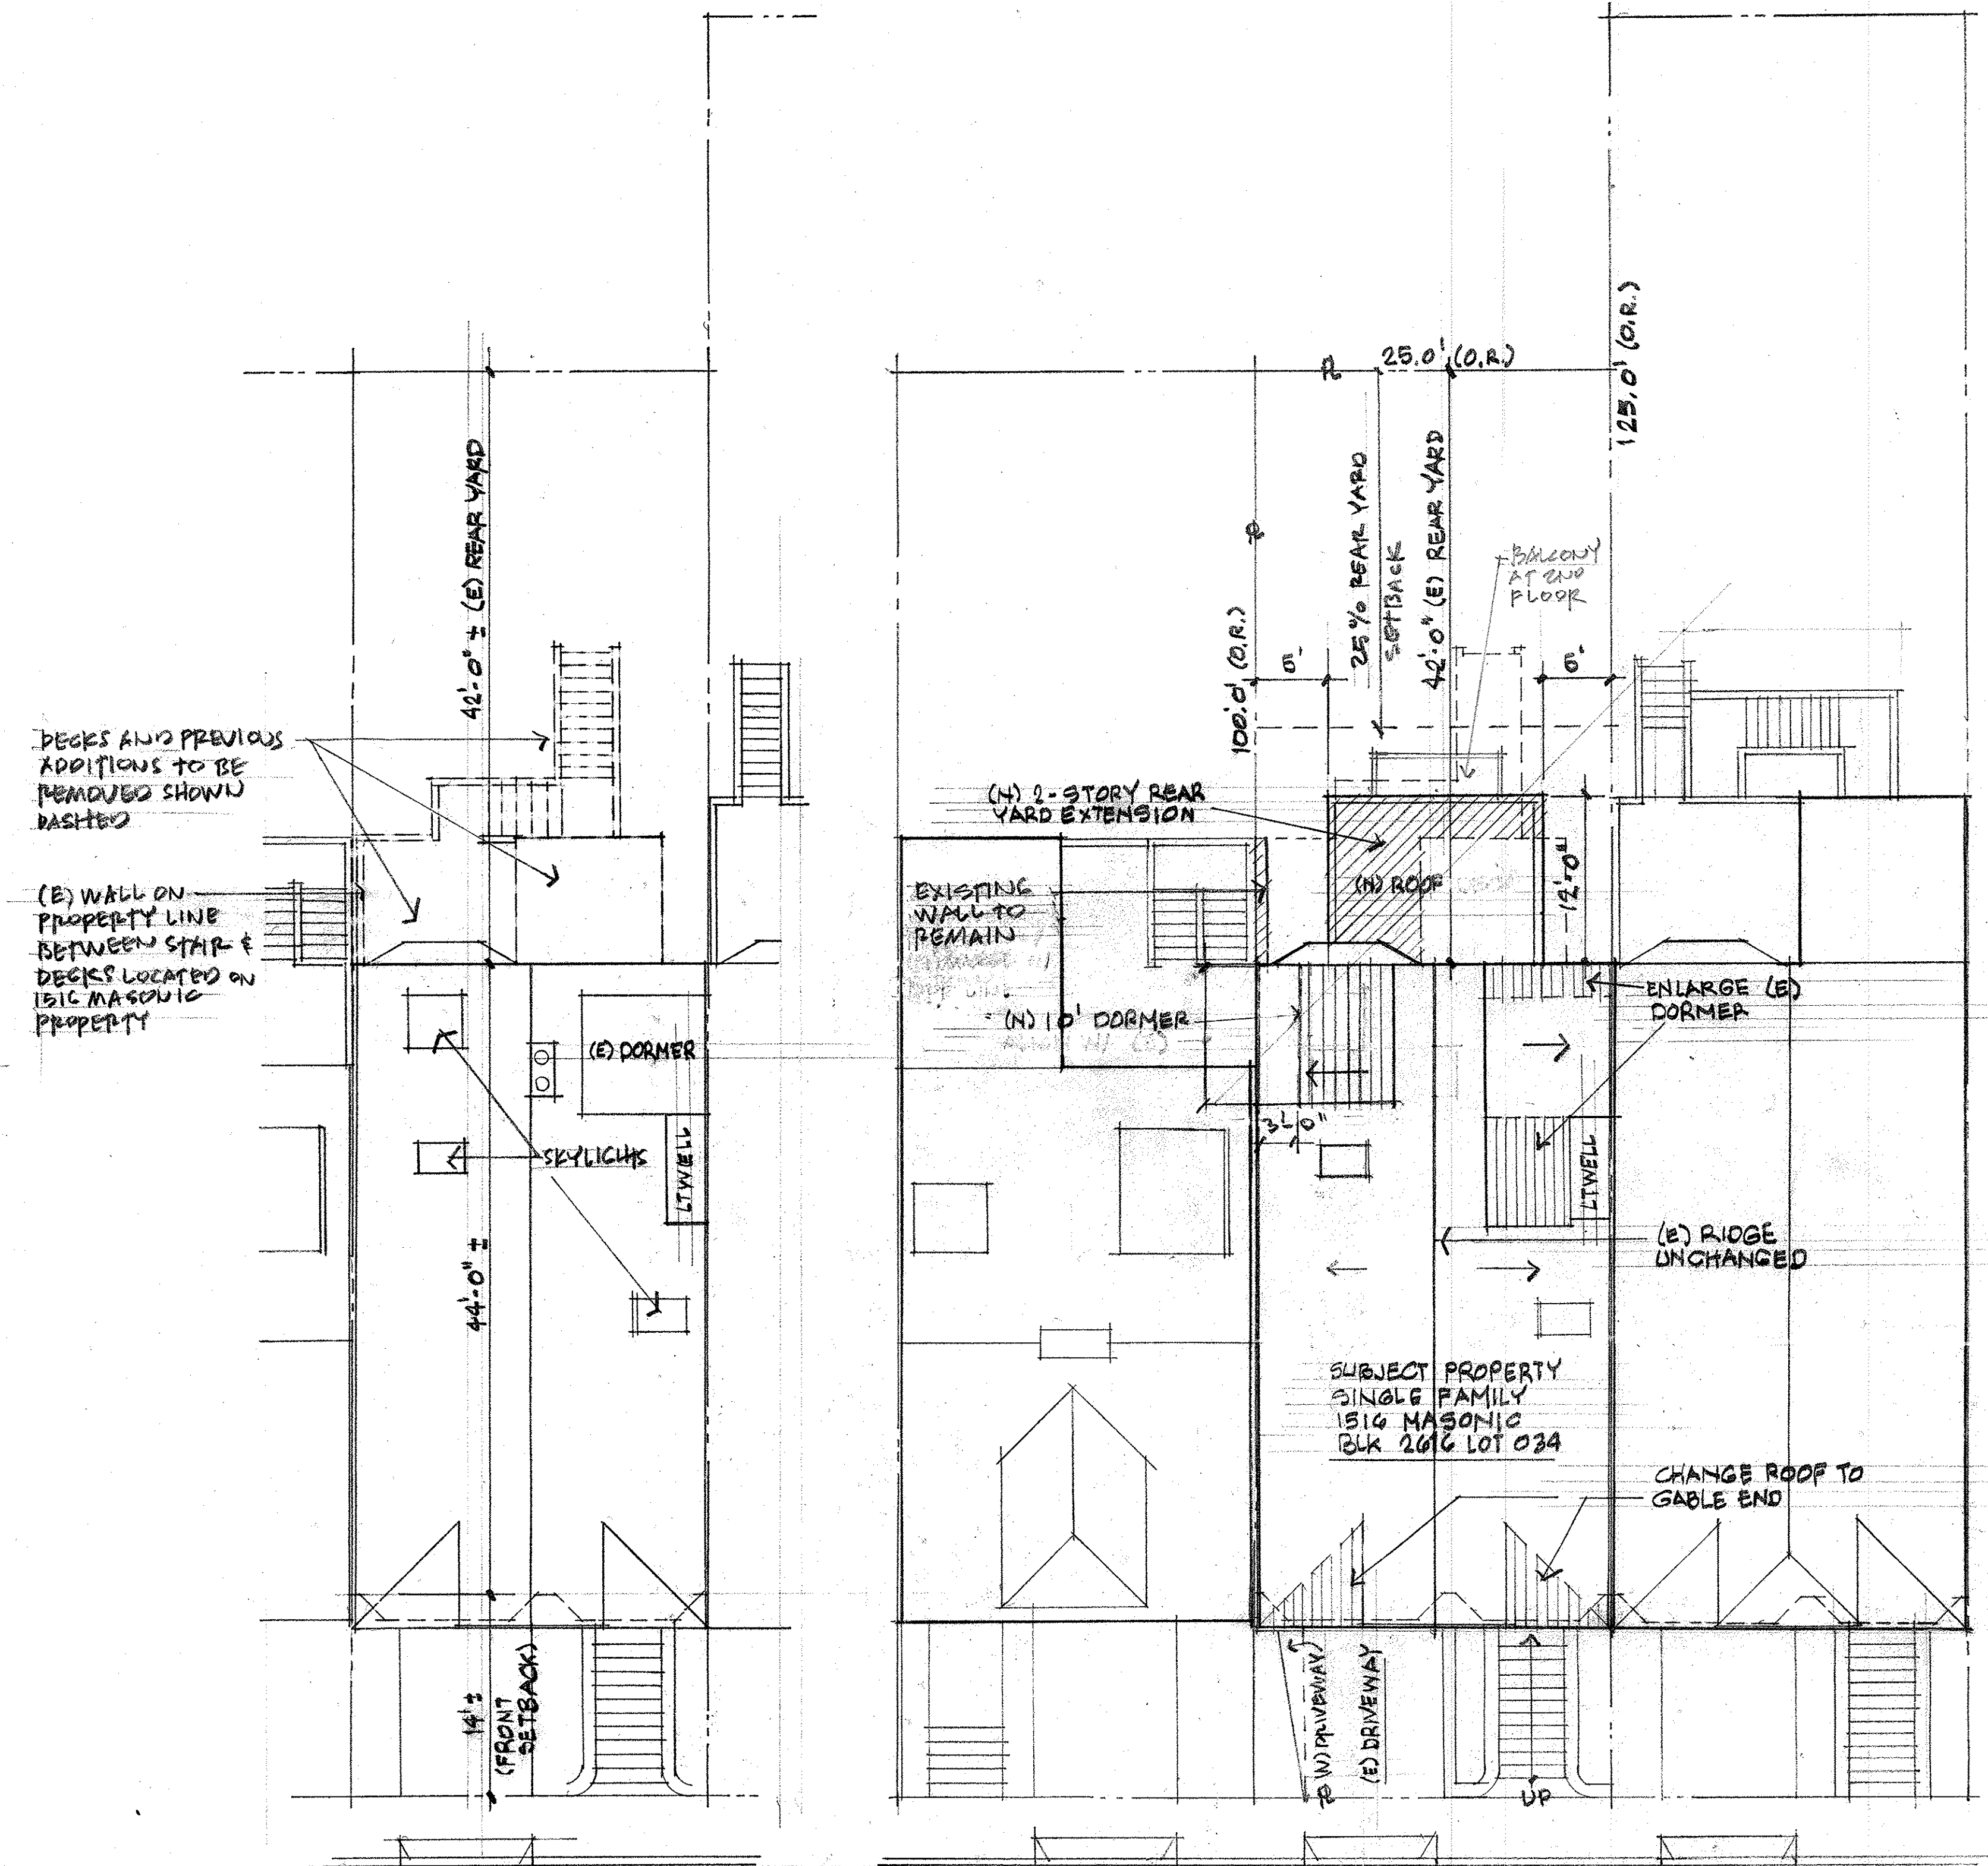 25.0' (O.R.)
125.0' (O.R.)
42'-0" ± (E) REAR YARD
25% REAR YARD
SETBACK
42'-0" (E) REAR YARD
BALCONY
AT 2ND
FLOOR
100.0' (O.R.)
5'
5'
DECKS AND PREVIOUS
ADDITIONS TO BE
REMOVED SHOWN
DASHED
(N) 2-STORY REAR
YARD EXTENSION
(E) WALL ON
PROPERTY LINE
BETWEEN STAIR &
DECKS LOCATED ON
1516 MASONIC
PROPERTY
EXISTING
WALL TO
REMAIN
(N) ROOF
12'-0"
ENLARGE (E)
DORMER
(N) 10' DORMER
(E) DORMER
3'-0"
SKYLIGHTS
LTWELL
LTWELL
44'-0" ±
(E) RIDGE
UNCHANGED
SUBJECT PROPERTY
SINGLE FAMILY
1516 MASONIC
BLK 2616 LOT 034
CHANGE ROOF TO
GABLE END
14' ±
(FRONT
SETBACK)
(N) DRIVEWAY
(E) DRIVEWAY
UP